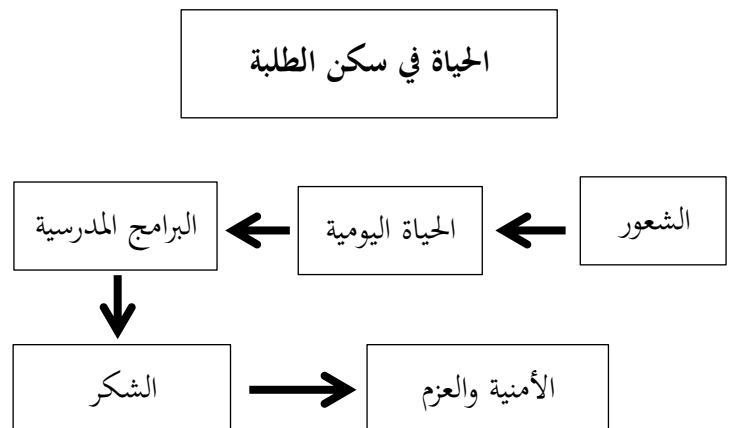 الحياة في سكن الطلبة
الشعور
الحياة اليومية
البرامج المدرسية
الشكر
الأمنية والعزم